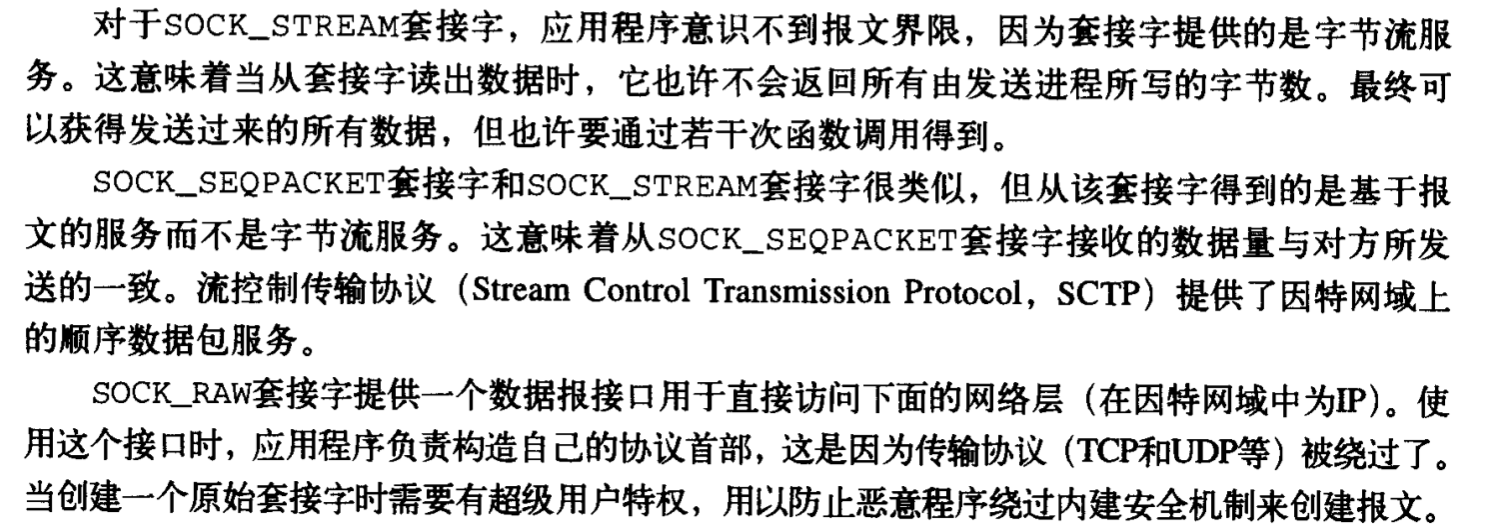 对于SOCK_STREAM套接字，应用程序意识不到报文界限，因为套接字提供的是字节流服
务。这意味着当从套接字读出数据时，它也许不会返回所有由发送进程所写的字节数。最终可
以获得发送过来的所有数据，但也许要通过若干次函数调用得到。
SOCK_SEQPACKET套接字和SOCK_STREAM套接字很类似，但从该套接字得到的是基于报
文的服务而不是字节流服务。这意味着从SOCK_SEQPACKET套接字接收的数据量与对方所发
送的一致。流控制传输协议（Stream Control Transmission Protocol，SCTP）提供了因特网域上
的顺序数据包服务。
SOCK_RAW套接字提供一个数据报接口用于直接访问下面的网络层（在因特网域中为IP）。使
用这个接口时，应用程序负责构造自己的协议首部，这是因为传输协议（TCP和UDP等）被绕过了。
当创建一个原始套接字时需要有超级用户特权，用以防止恶意程序绕过内建安全机制来创建报文。